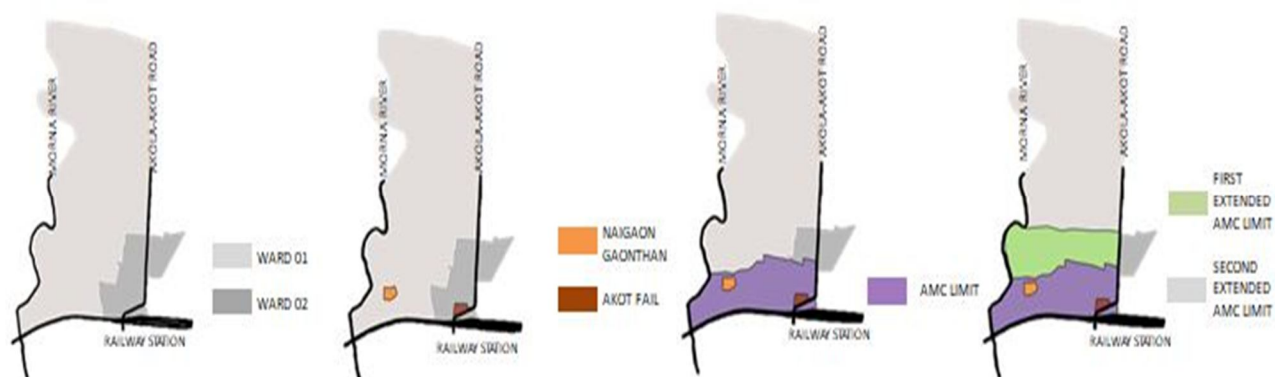 MORNA RIVER
AKOLA-AKOT ROAD
WARD 01
WARD 02
RAILWAY STATION
MORNA RIVER
AKOLA-AKOT ROAD
NAIGAON
GAONTHAN
AKOT FAIL
RAILWAY STATION
MORNA RIVER
AKOLA-AKOT ROAD
AMC LIMIT
RAILWAY STATION
MORNA RIVER
AKOLA-AKOT ROAD
FIRST
EXTENDED
AMC LIMIT
SECOND
EXTENDED
AMC LIMIT
RAILWAY STATION